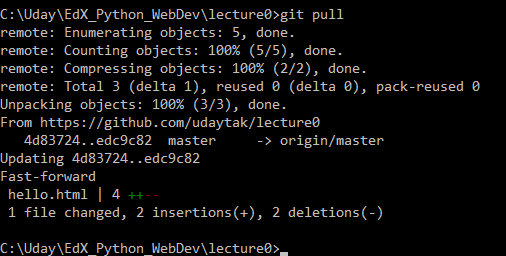 C:\Uday\EdX_Python_WebDev\lecture0>git pull
remote: Enumerating objects: 5, done.
remote: Counting objects: 100% (5/5), done.
remote: Compressing objects: 100% (2/2), done.
remote: Total 3 (delta 1), reused 0 (delta 0), pack-reused 0
Unpacking objects: 100% (3/3), done.
From https://github.com/udaytak/lecture0
   4d83724..edc9c82  master     -> origin/master
Updating 4d83724..edc9c82
Fast-forward
 hello.html | 4 ++--
 1 file changed, 2 insertions(+), 2 deletions(-)
C:\Uday\EdX_Python_WebDev\lecture0>